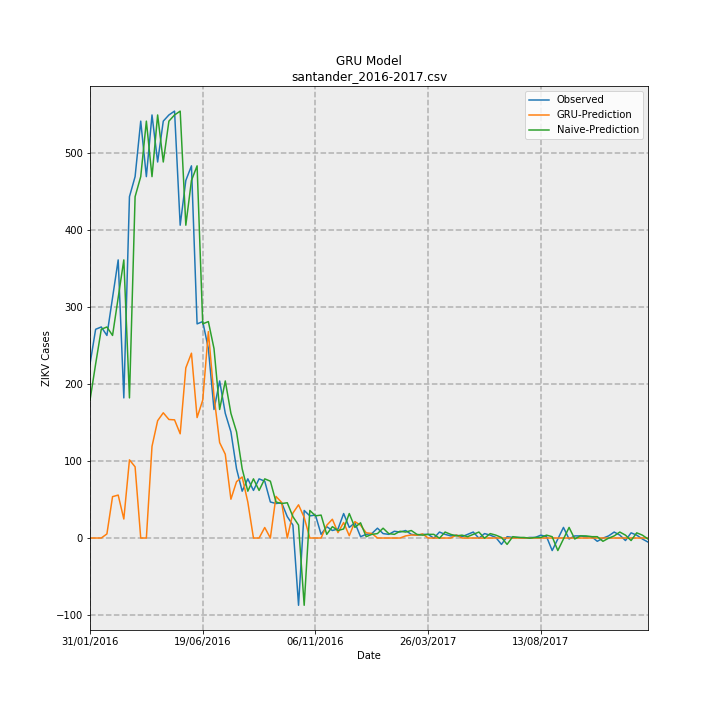 GRU Model
santander_2016-2017.csv
Observed
GRU-Prediction
Naive-Prediction
500
400
300
200
100
0
−100
ZIKV Cases
31/01/2016
19/06/2016
06/11/2016
26/03/2017
13/08/2017
Date